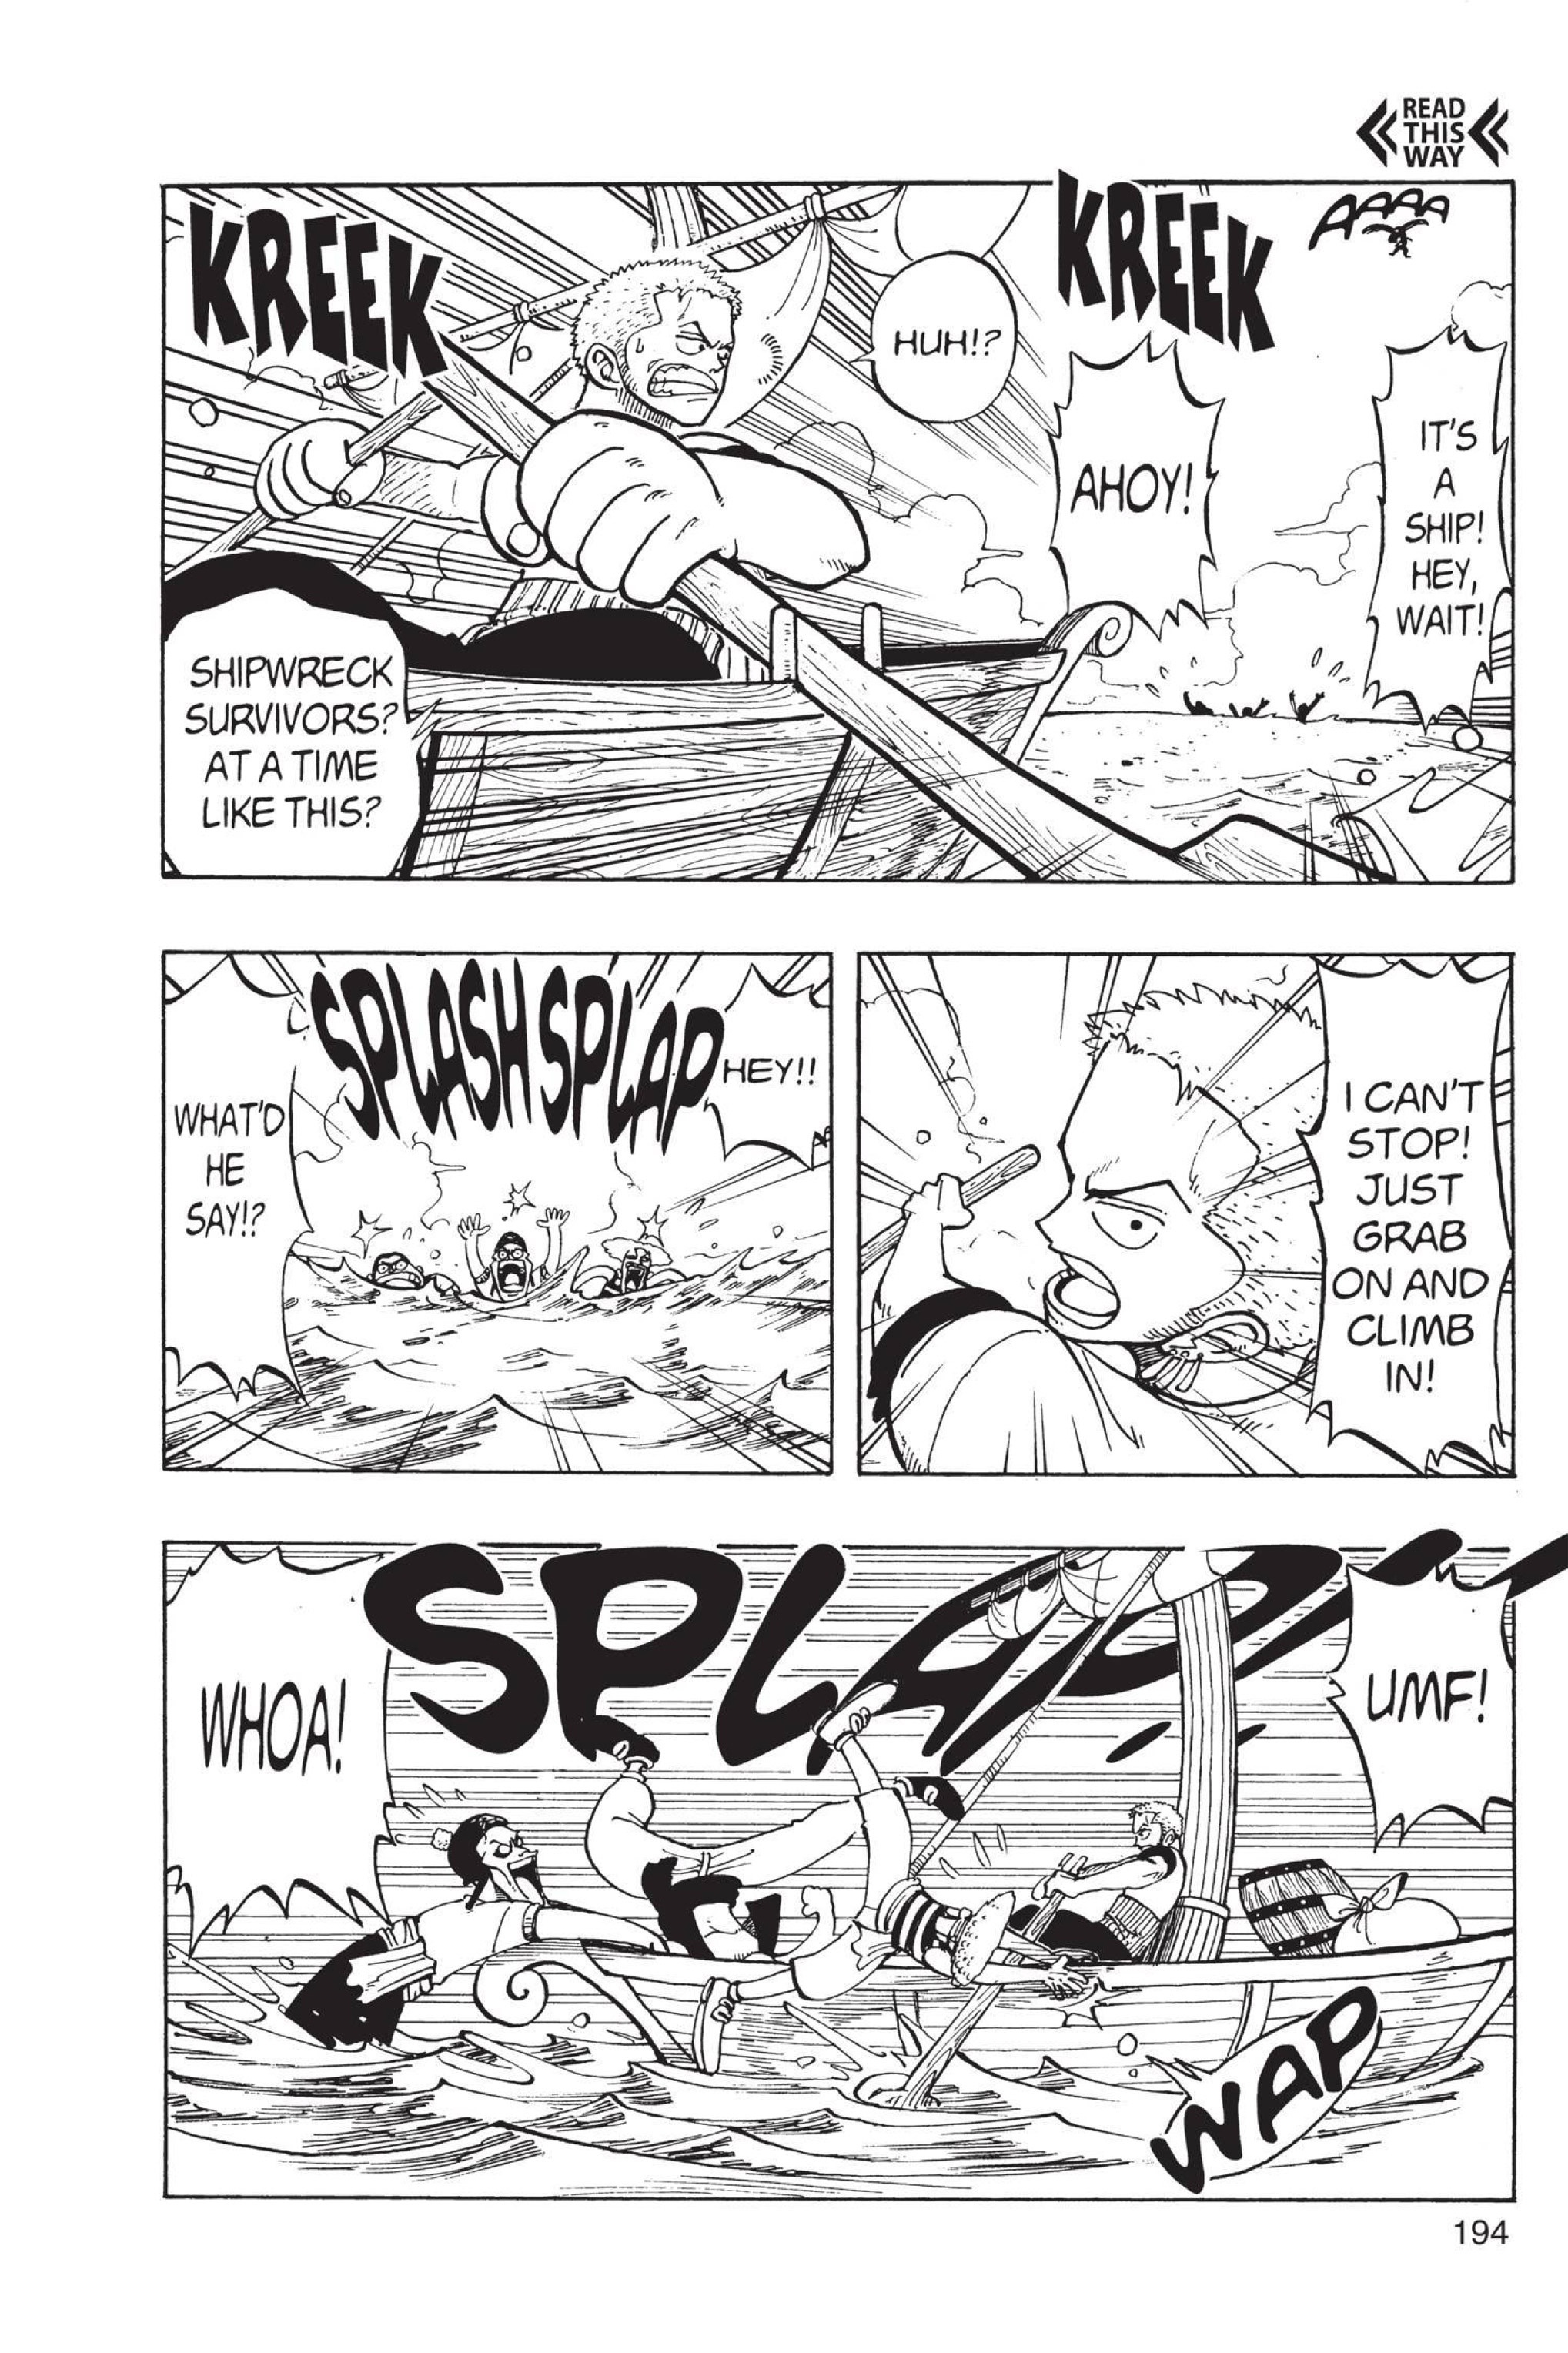 READ
THIS
WAY
AAAA
IT'S
A
SHIP!
HEY,
WAIT!
KREEK
AHOY!
HUH!?
KREEK
SHIPWRECK
SURVIVORS?
AT A TIME
LIKE THIS?
I CAN'T
STOP!
JUST
GRAB
ON AND
CLIMB
IN!
HEY!!
SPLASH SPLAP
WHAT'D
HE
SAY!?
UMF!
SPLAP
WHOA!
WAP
194